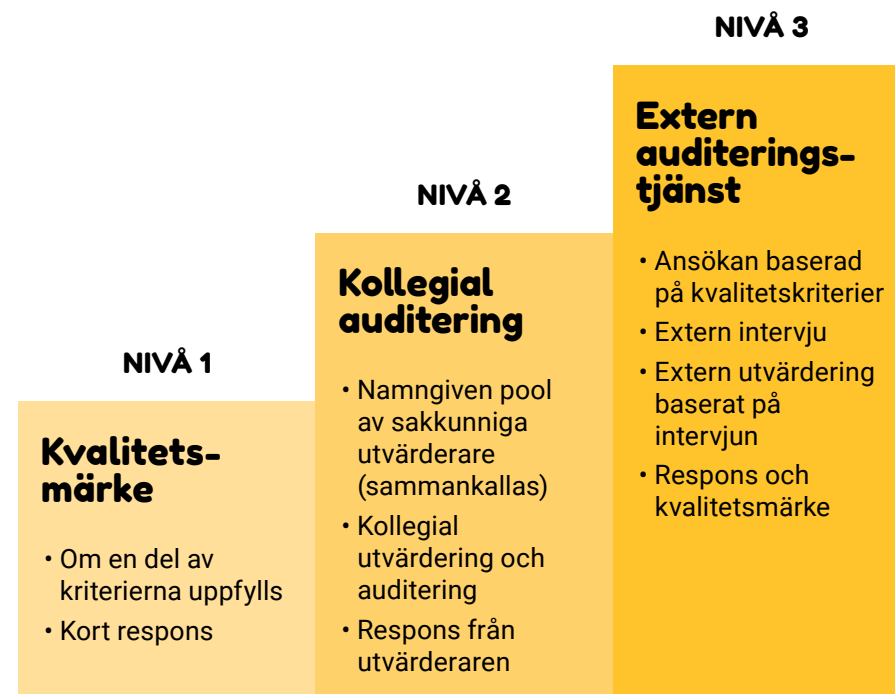 NIVÅ 1
Kvalitets-
märke
• Om en del av
kriterierna uppfylls
• Kort respons
NIVÅ 2
Kollegial
auditering
• Namngiven pool
av sakkunniga
utvärderare
(sammankallas)
• Kollegial
utvärdering och
auditering
• Respons från
utvärderaren
NIVÅ 3
Extern
auditerings-
tjänst
• Ansökan baserad
på kvalitetskriterier
• Extern intervju
• Extern utvärdering
baserat på
intervjun
• Respons och
kvalitetsmärke